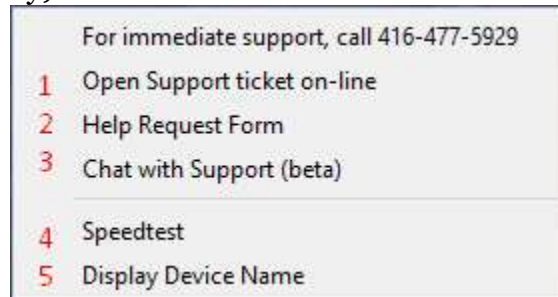 y,
For immediate support, call 416-477-5929
1 Open Support ticket on-line
2 Help Request Form
3 Chat with Support (beta)
4 Speedtest
5 Display Device Name